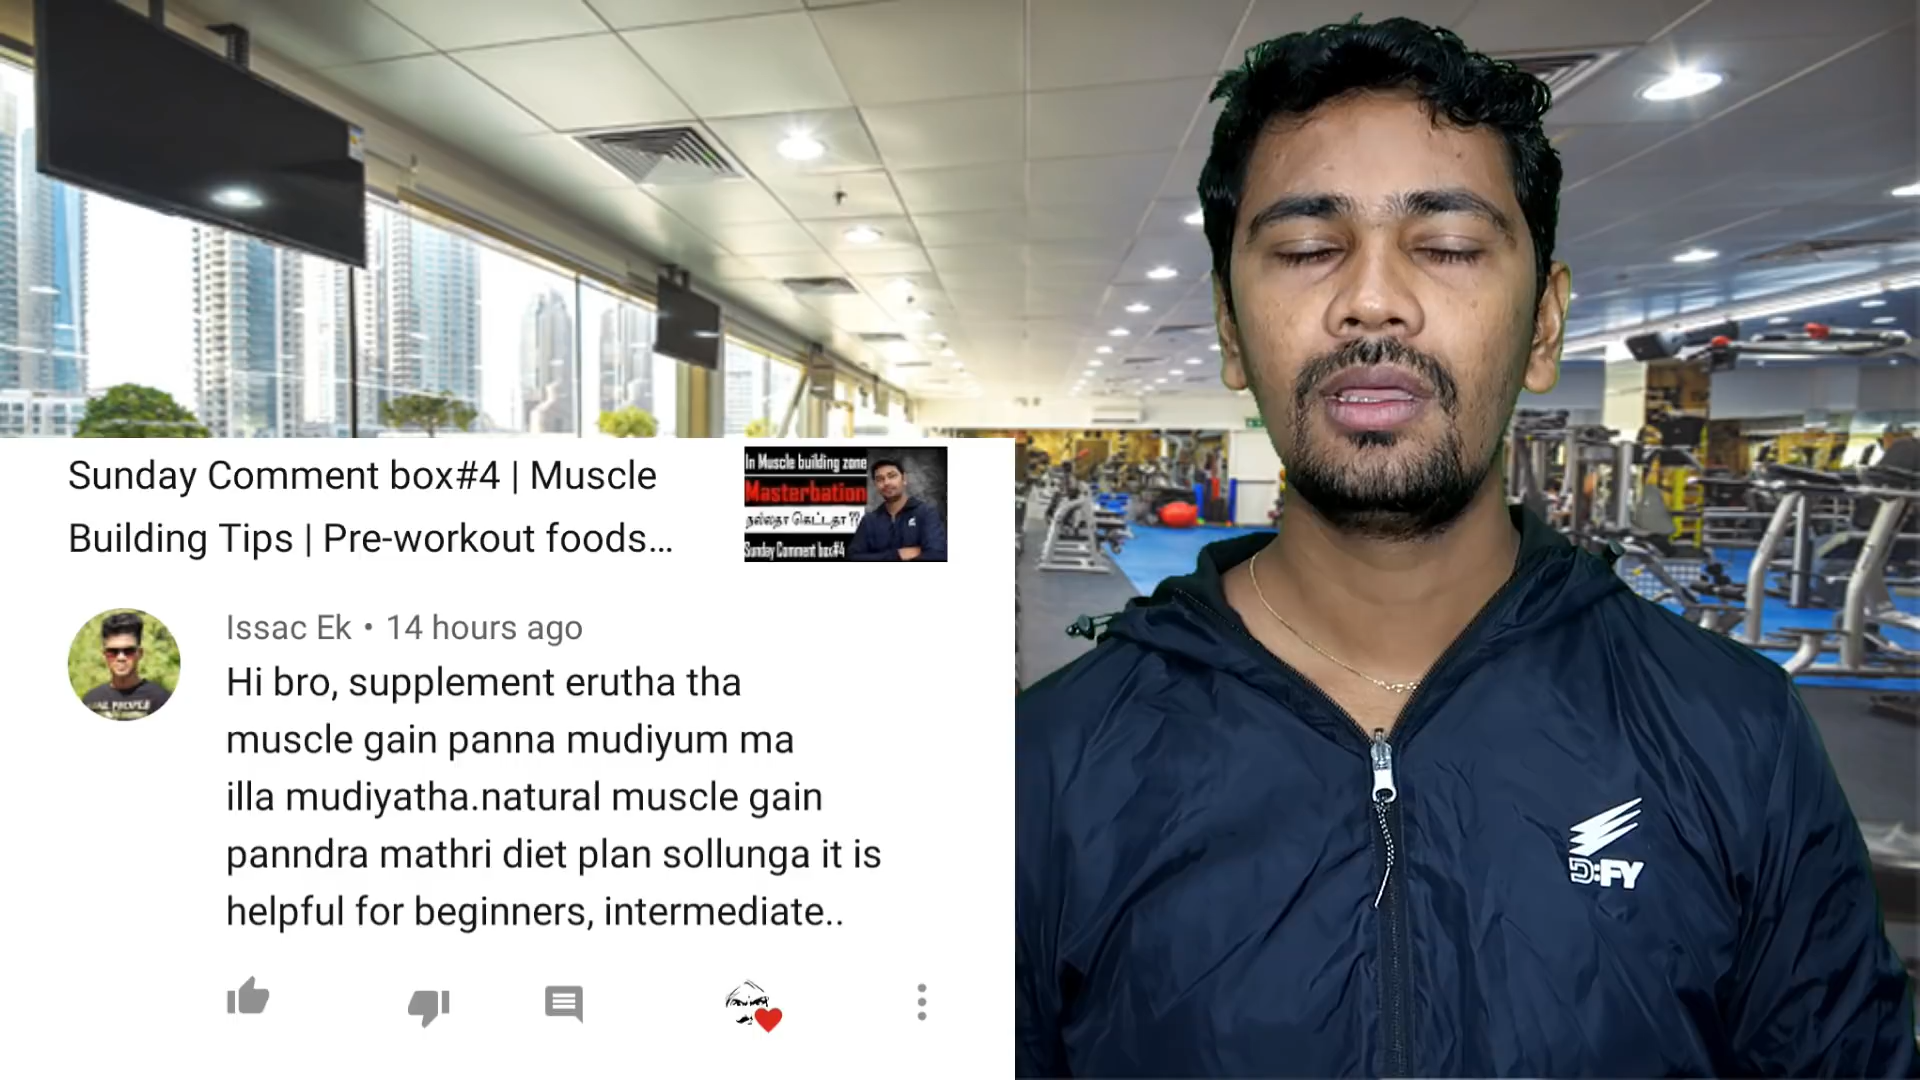 Sunday Comment box#4 | Muscle
Building Tips | Pre-workout foods...
In Muscle building zone
Masterbation
நல்லதா கெட்டதா ??
Sunday Comment box#4
Issac Ek • 14 hours ago
Hi bro, supplement erutha tha
muscle gain panna mudiyum ma
illa mudiyatha.natural muscle gain
panndra mathri diet plan sollunga it is
helpful for beginners, intermediate..
D:FY